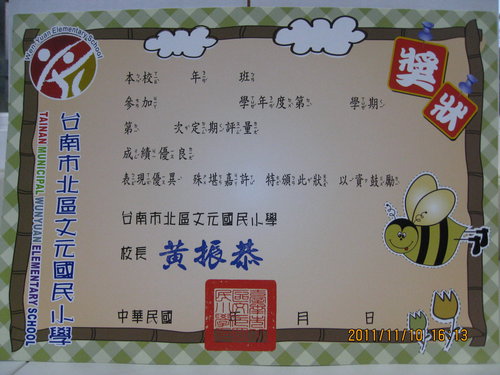 Wen Yuan Elementary School
獎狀
台南市北區文元國民小學
TAINAN MUNICIPAL WUNYUAN ELEMENTARY SCHOOL
本校 年 班
參加 學年度第 學期
第 次定期評量
成績優良
表現優異 殊堪嘉許 特頒此狀 以資鼓勵
台南市北區文元國民小學
校長 黃振恭
中華民國 年 月 日
2011/11/10 16:13